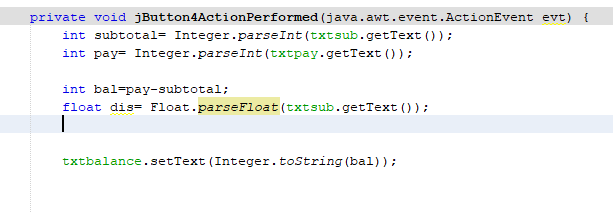 private void jButton4ActionPerformed(java.awt.event.ActionEvent evt) {
int subtotal= Integer.parseInt(txtsub.getText());
int pay= Integer.parseInt(txtpay.getText());
int bal=pay-subtotal;
float dis= Float.parseFloat(txtsub.getText());
txtbalance.setText(Integer.toString(bal));